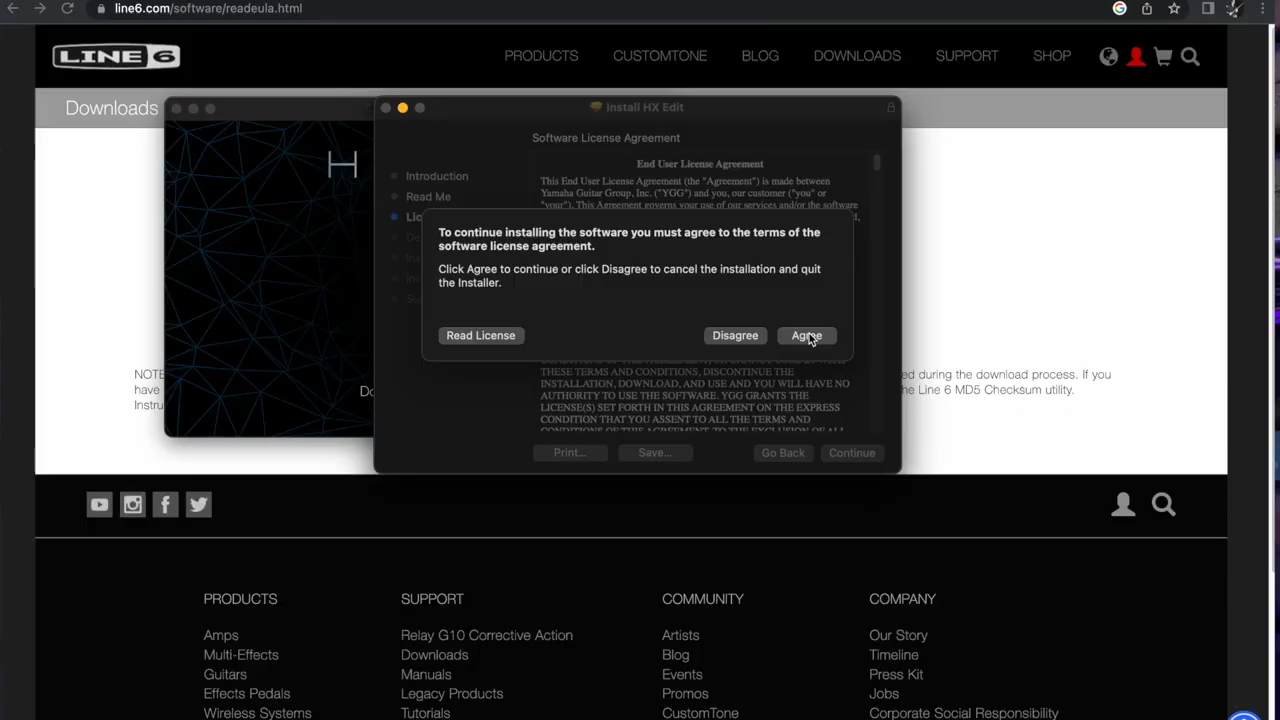 line6.com/software/readeula.html
LINE 6
PRODUCTS CUSTOMTONE BLOG DOWNLOADS SUPPORT SHOP
Downloads
Install HX Edit
H
Software License Agreement
Introduction
Read Me
Lic
End User License Agreement
This End User License Agreement (the "Agreement") is made between
Yamaha Guitar Group, Inc. ("YGG") and you, our customer ("you" or
"your"). This Agreement governs your use of our services and/or the software
To continue installing the software you must agree to the terms of the
software license agreement.
Click Agree to continue or click Disagree to cancel the installation and quit
the Installer.
Read License Disagree Agree
THESE TERMS AND CONDITIONS, DISCONTINUE THE
INSTALLATION, DOWNLOAD, AND USE AND YOU WILL HAVE NO
AUTHORITY TO USE THE SOFTWARE. YGG GRANTS THE
LICENSE(S) SET FORTH IN THIS AGREEMENT ON THE EXPRESS
CONDITION THAT YOU ASSENT TO ALL THE TERMS AND
Print... Save... Go Back Continue
NOTE
have
Instru
Do
ed during the download process. If you
he Line 6 MD5 Checksum utility.
PRODUCTS
Amps
Multi-Effects
Guitars
Effects Pedals
Wireless Systems
SUPPORT
Relay G10 Corrective Action
Downloads
Manuals
Legacy Products
Tutorials
COMMUNITY
Artists
Blog
Events
Promos
CustomTone
COMPANY
Our Story
Timeline
Press Kit
Jobs
Corporate Social Responsibility